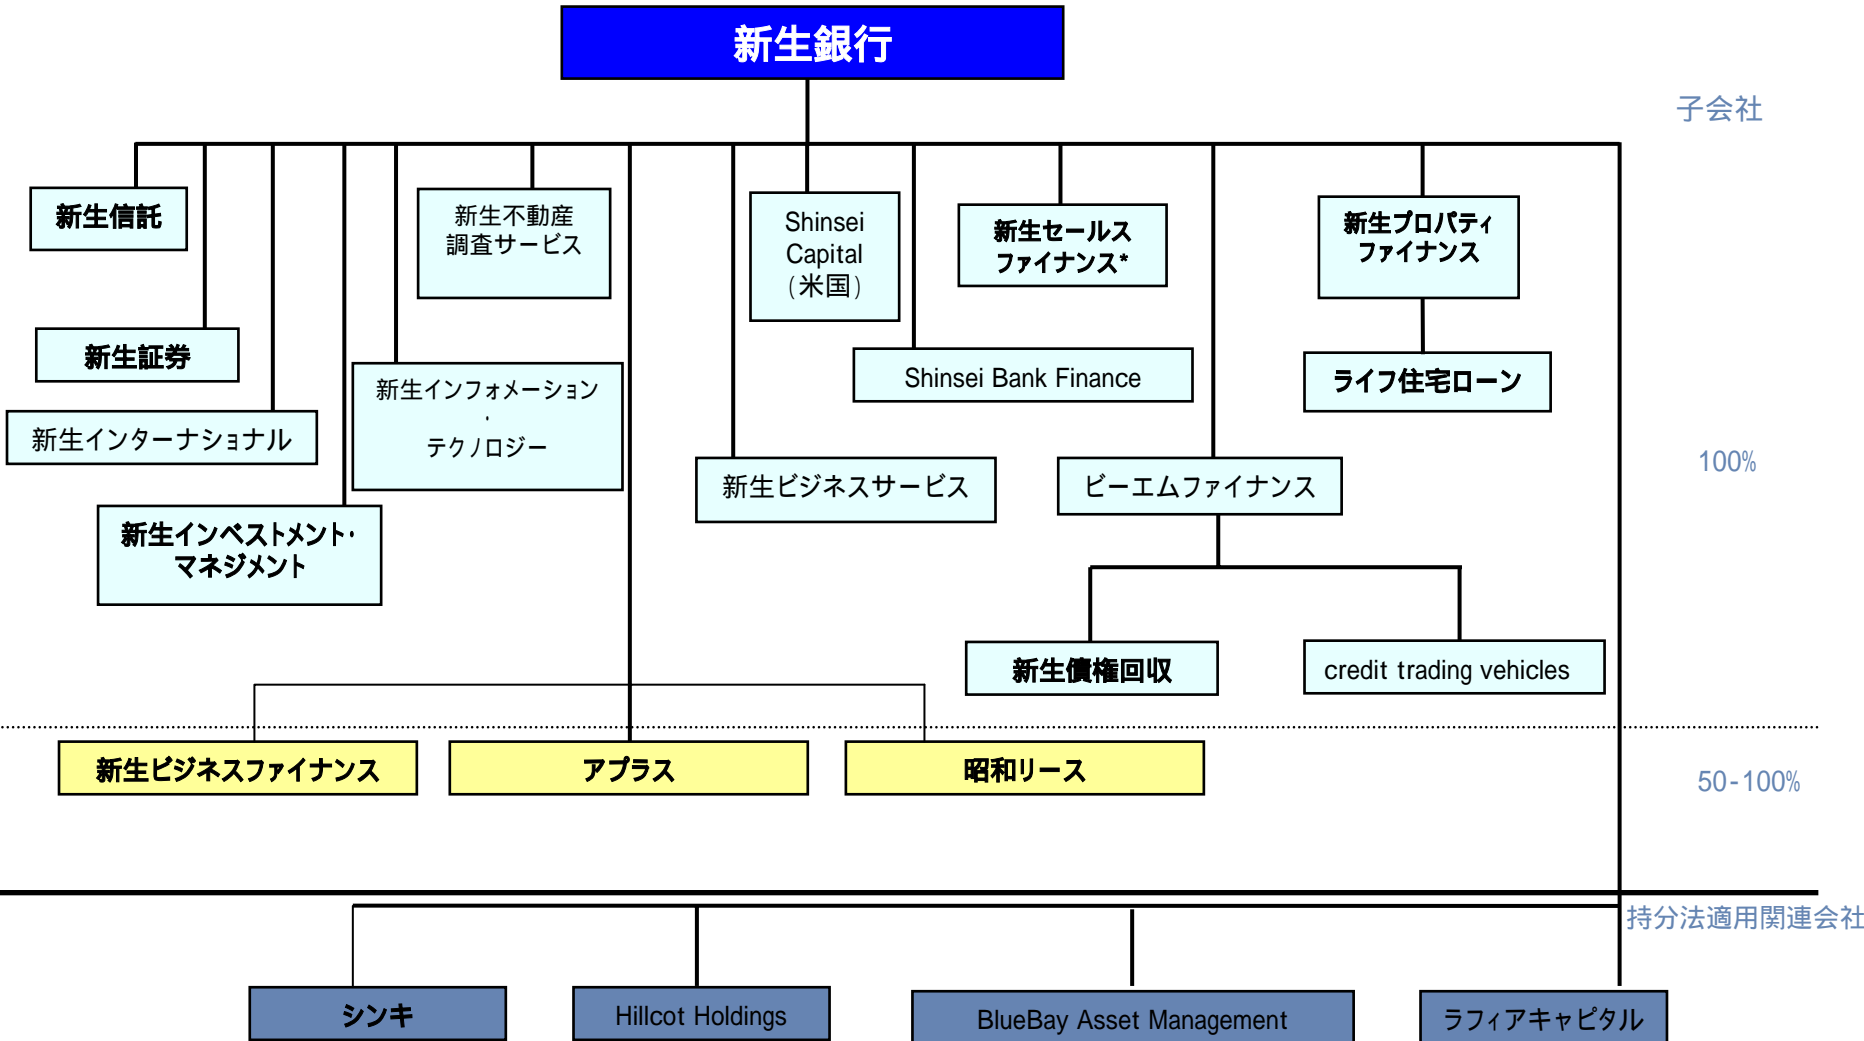 新生銀行
子会社
新生信託
新生不動産
調査サービス
Shinsei
Capital
(米国)
新生セールス
ファイナンス*
新生プロパティ
ファイナンス
新生証券
Shinsei Bank Finance
ライフ住宅ローン
新生インフォメーション
・
テクノロジー
新生インターナショナル
100%
新生ビジネスサービス
ビーエムファイナンス
新生インベストメント・
マネジメント
新生債権回収
credit trading vehicles
新生ビジネスファイナンス
アプラス
昭和リース
50-100%
持分法適用関連会社
シンキ
Hillcot Holdings
BlueBay Asset Management
ラフィアキャピタル